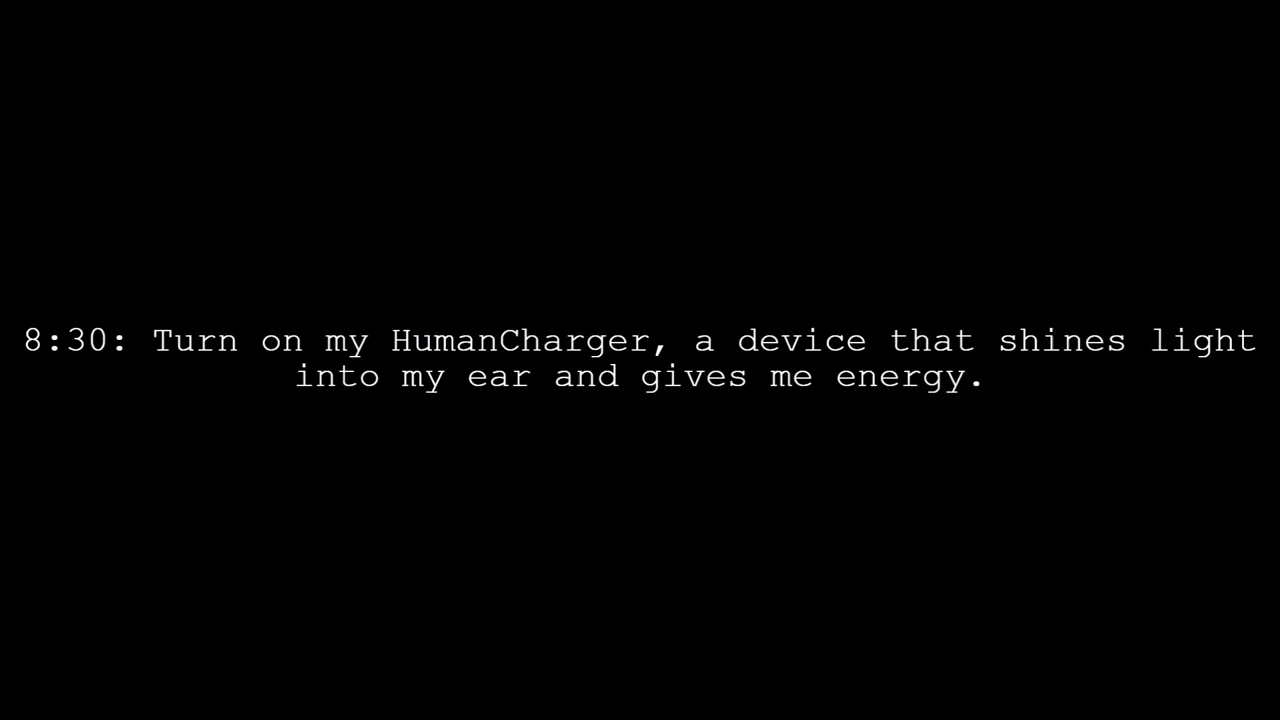 8:30: Turn on my HumanCharger, a device that shines light
into my ear and gives me energy.